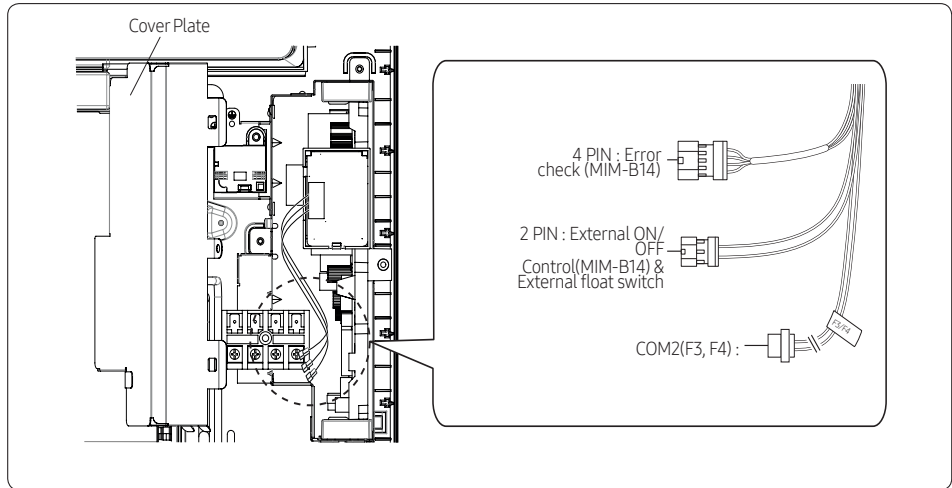 Cover Plate
4 PIN : Error
check (MIM-B14)
2 PIN : External ON/
OFF
Control(MIM-B14) &
External float switch
F3/F4
COM2(F3, F4) :